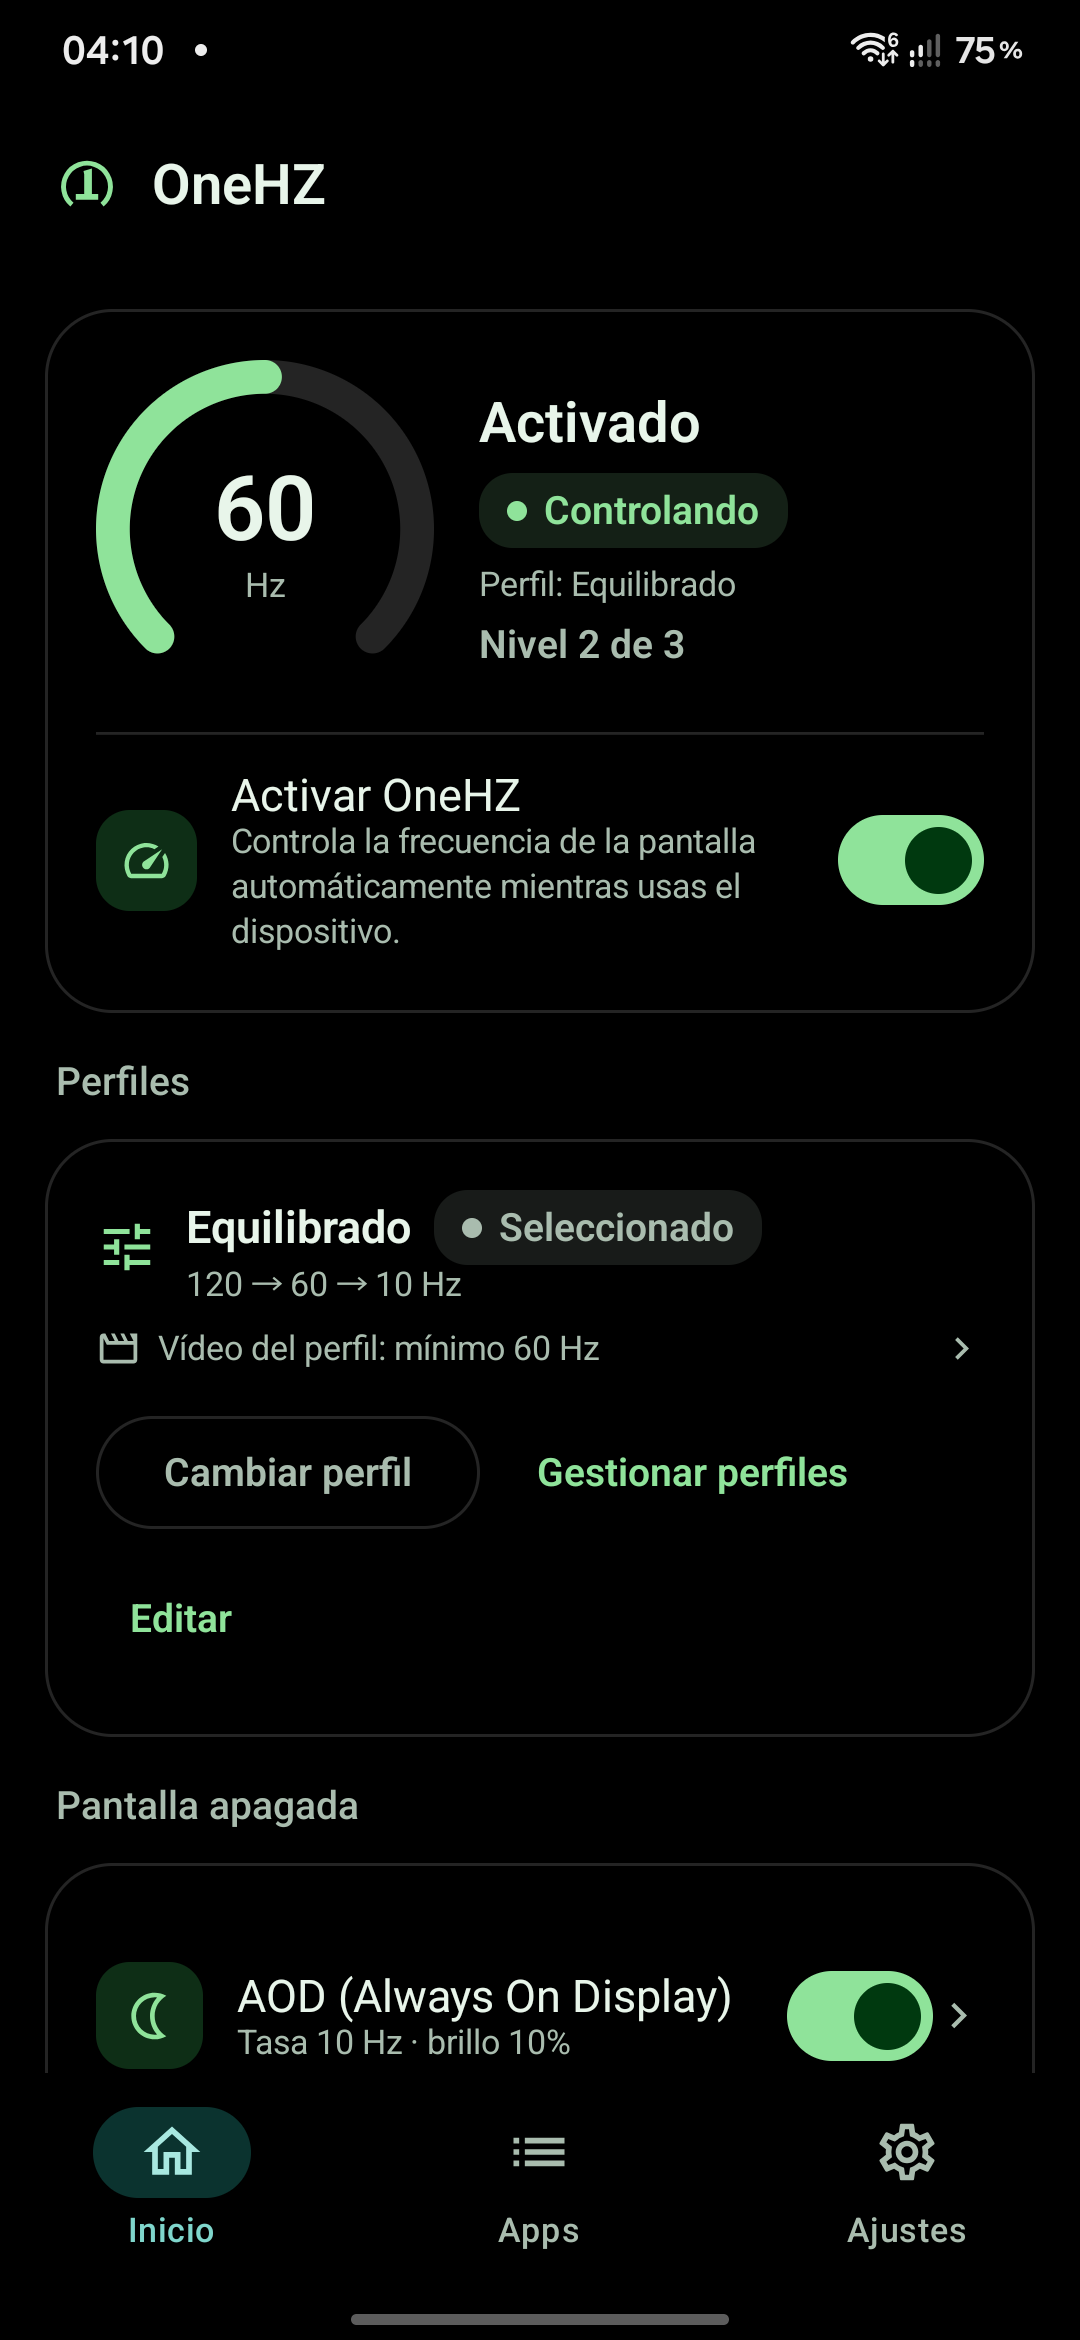 04:10
6
75%
OneHZ
60
Hz
Activado
Controlando
Perfil: Equilibrado
Nivel 2 de 3
Activar OneHZ
Controla la frecuencia de la pantalla
automáticamente mientras usas el
dispositivo.
Perfiles
Equilibrado
Seleccionado
120 → 60 → 10 Hz
Vídeo del perfil: mínimo 60 Hz
Cambiar perfil
Gestionar perfiles
Editar
Pantalla apagada
AOD (Always On Display)
Tasa 10 Hz · brillo 10%
Inicio
Apps
Ajustes